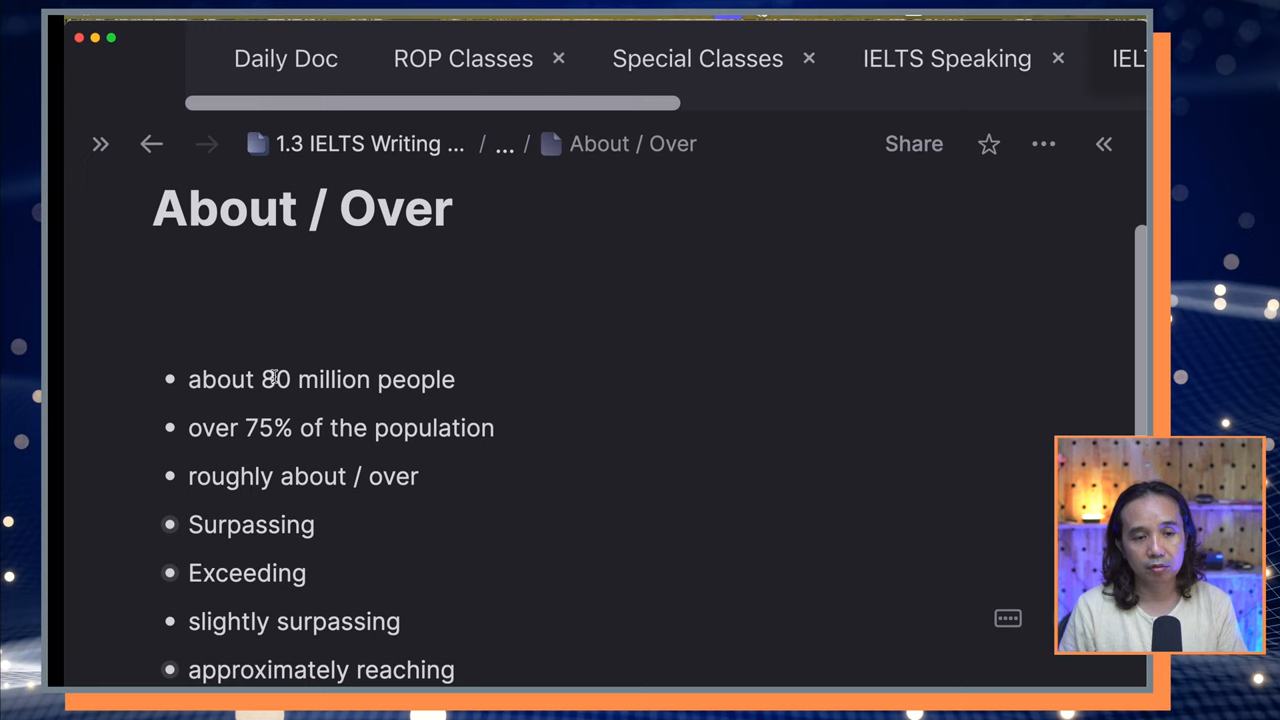 Daily Doc ROP Classes × Special Classes × IELTS Speaking × IELT
1.3 IELTS Writing ... / ... / About / Over Share
About / Over
• about 80 million people
• over 75% of the population
• roughly about / over
• Surpassing
• Exceeding
• slightly surpassing
• approximately reaching